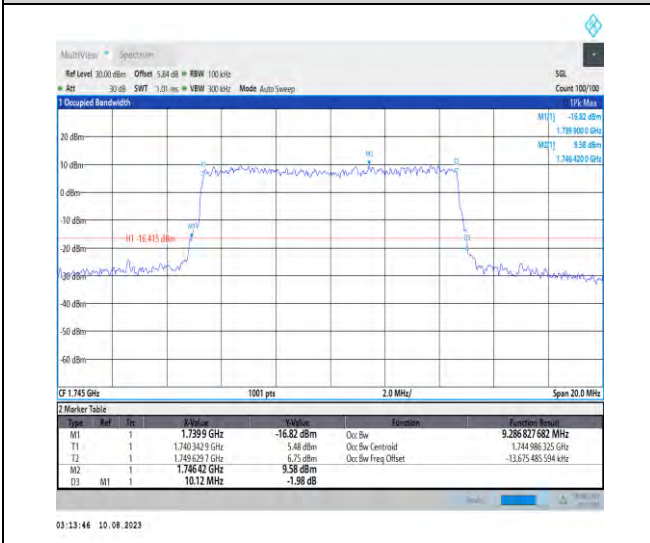 MultiView Spectrum
Ref Level 30.00 dBm Offset 5.84 dB RBW 100 kHz SGL
Att 30 dB SWT 1.01 ms VBW 300 kHz Mode Auto Sweep Count 100/100
1 Occupied Bandwidth 1Pk Max
M1[1] -16.82 dBm
1.739 900 0 GHz
20 dBm
M2[1] 9.58 dBm
1.746 420 0 GHz
M2
10 dBm
0 dBm
-10 dBm
H1 -16.415 dBm
-20 dBm
-30 dBm
-40 dBm
-50 dBm
-60 dBm
CF 1.745 GHz 1001 pts 2.0 MHz/ Span 20.0 MHz
2 Marker Table
Type Ref Trc X-Value Y-Value Function Function Result
M1 1 1.739 9 GHz -16.82 dBm Occ Bw 9.286 827 682 MHz
T1 1 1.740 342 9 GHz 5.48 dBm Occ Bw Centroid 1.744 986 325 GHz
T2 1 1.749 629 7 GHz 6.75 dBm Occ Bw Freq Offset -13.675 485 594 kHz
M2 1 1.746 42 GHz 9.58 dBm
D3 M1 1 10.12 MHz -1.98 dB
03:13:46 10.08.2023